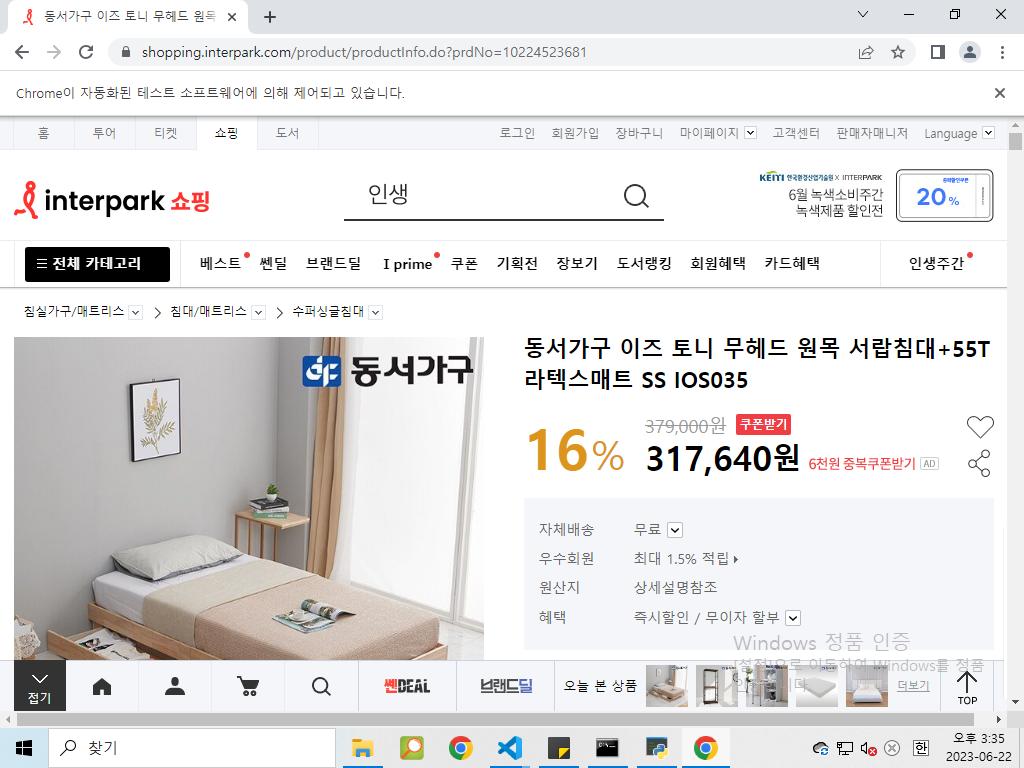 동서가구 이즈 토니 무헤드 원목
shopping.interpark.com/product/productInfo.do?prdNo=10224523681
Chrome이 자동화된 테스트 소프트웨어에 의해 제어되고 있습니다.
홈 투어 티켓 쇼핑 도서 로그인 회원가입 장바구니 마이페이지 고객센터 판매자매니저 Language
interpark 쇼핑
인생
KEITI 한국환경산업기술원 X INTERPARK
6월 녹색소비주간
녹색제품 할인전
20%
전체 카테고리 베스트 쎈딜 브랜드딜 I prime 쿠폰 기획전 장보기 도서랭킹 회원혜택 카드혜택 인생주간
침실가구/매트리스 침대/매트리스 수퍼싱글침대
동서가구
동서가구 이즈 토니 무헤드 원목 서랍침대+55T
라텍스매트 SS IOS035
16%
379,000원 쿠폰받기
317,640원 6천원 중복쿠폰받기 AD
자체배송 무료
우수회원 최대 1.5% 적립
원산지 상세설명참조
혜택 즉시할인 / 무이자 할부
Windows 정품 인증
[설정]으로 이동하여 Windows를 정품
접기
쎈DEAL
브랜드딜
오늘 본 상품
더보기
TOP
찾기
한
오후 3:35
2023-06-22